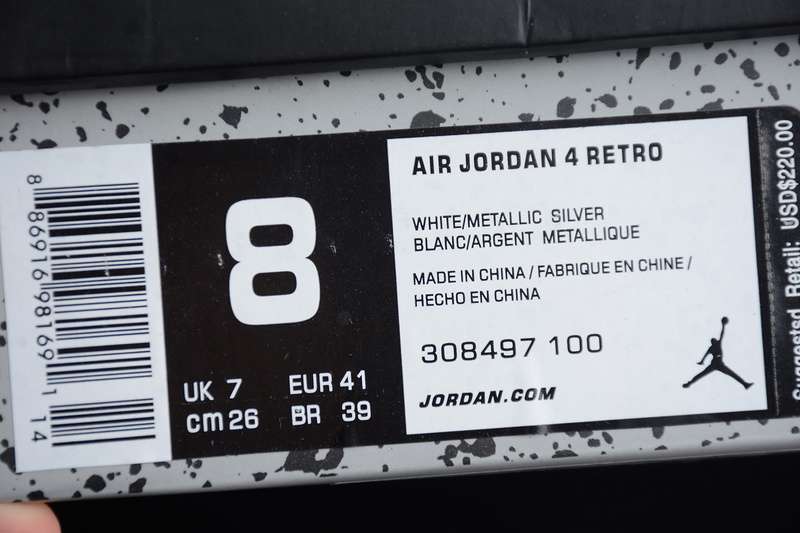 8 86916 98169 1 14
8
UK 7 EUR 41
cm 26 BR 39
AIR JORDAN 4 RETRO
WHITE/METALLIC SILVER
BLANC/ARGENT METALLIQUE
MADE IN CHINA / FABRIQUE EN CHINE /
HECHO EN CHINA
308497 100
JORDAN.COM
Suggested Retail: USD$220.00